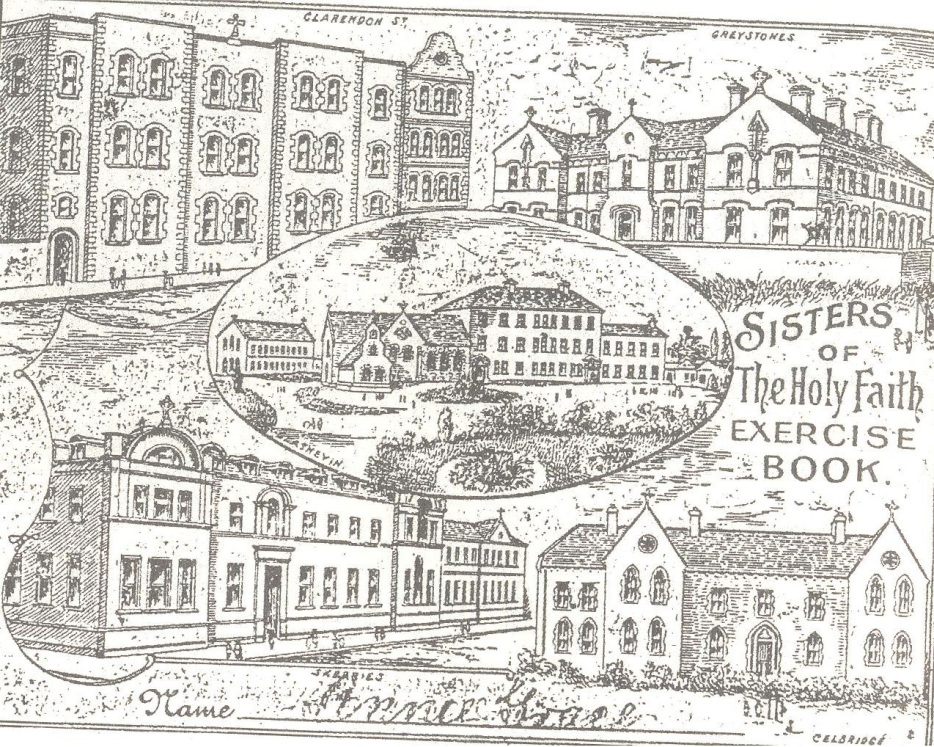 CLARENDON ST
GREYSTONES
SISTERS
OF
The Holy Faith
EXERCISE
BOOK.
SKERRIES
Name
CELBRIDGE